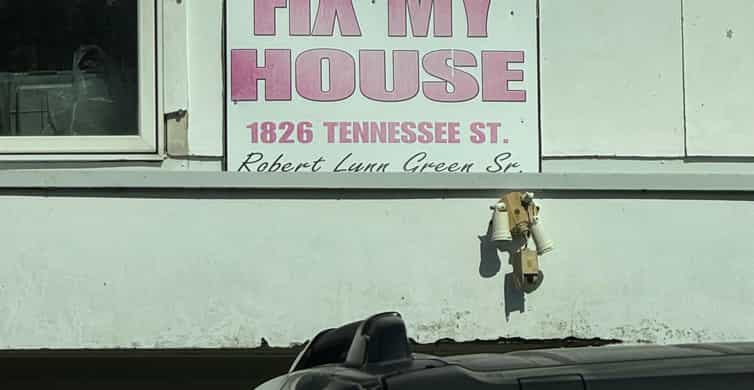 FIX MY
HOUSE
1826 TENNESSEE ST.
Robert Lunn Green Sr.